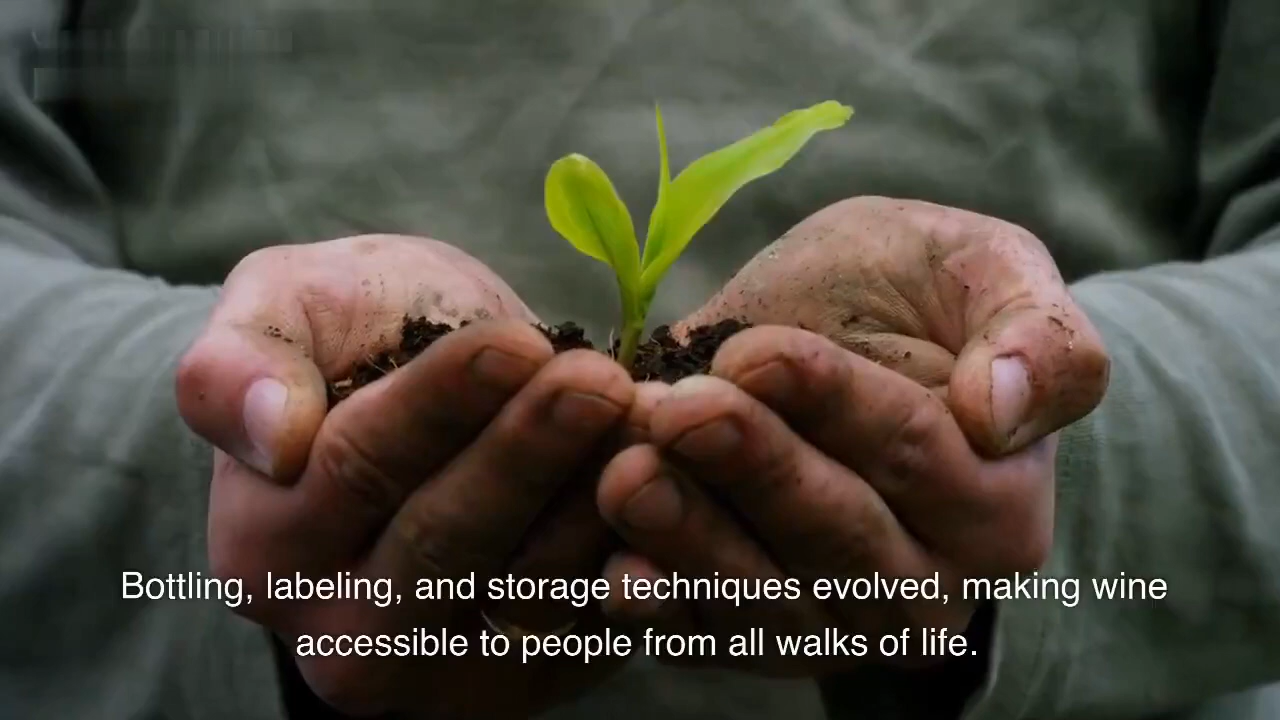 Bottling, labeling, and storage techniques evolved, making wine
accessible to people from all walks of life.